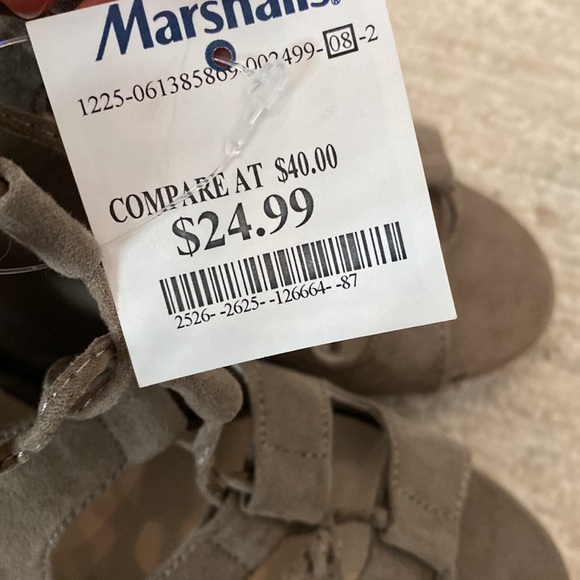 Marshalls®
1225-061385869-002499-08-2
COMPARE AT $40.00
$24.99
2526- -2625- -126664- -87